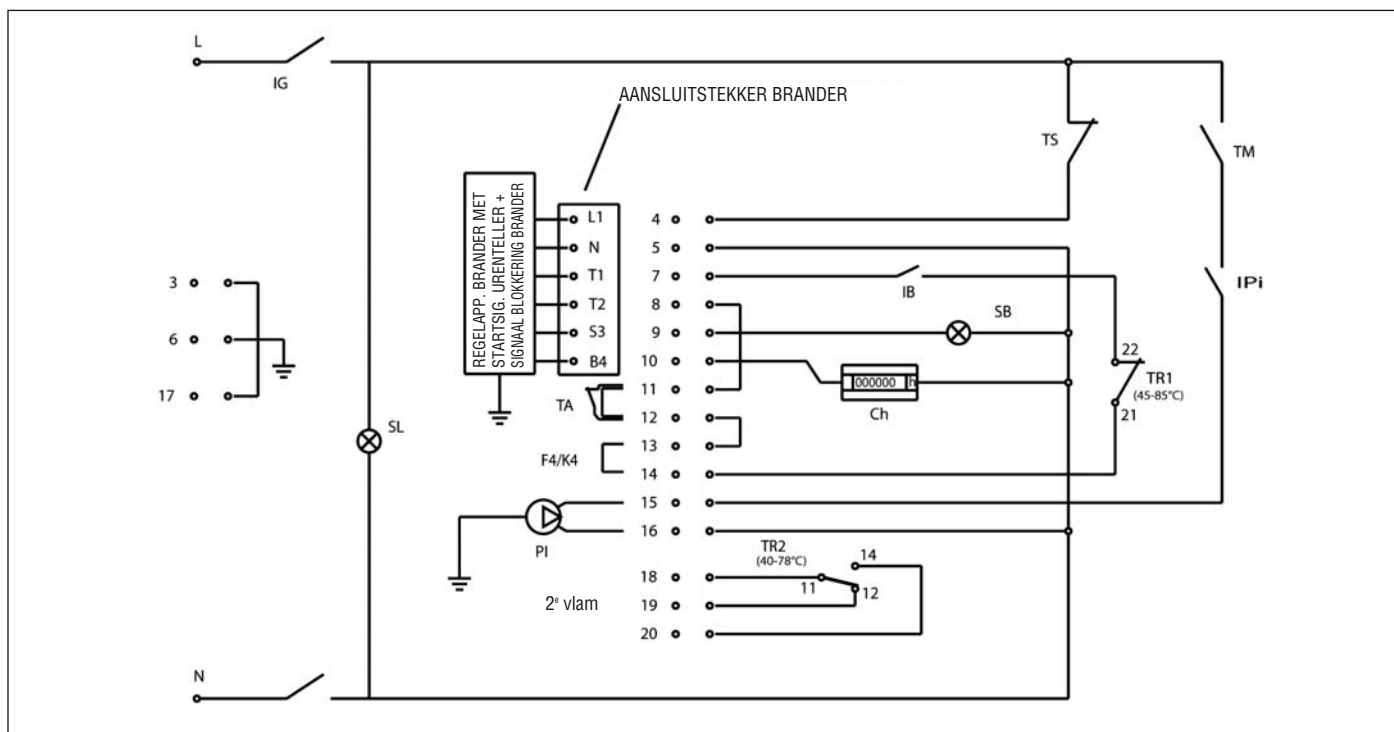 L
IG
AANSLUITSTEKKER BRANDER
TS
TM
REGELAPP. BRANDER MET
STARTSIG. URENTELLER +
SIGNAAL BLOKKERING BRANDER
L1
N
T1
T2
S3
B4
4
5
7
8
9
10
11
12
13
14
15
16
18
19
20
3
6
17
IB
IPi
SB
22
TR1
(45-85°C)
21
000000 h
Ch
TA
SL
F4/K4
PI
TR2
(40-78°C)
14
11
12
2e vlam
N